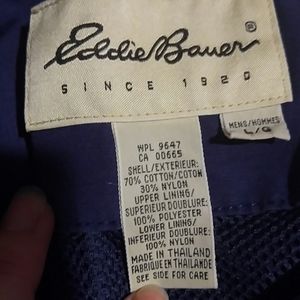 Eddie Bauer
SINCE 1920
MENS/HOMMES
L/G
WPL 9647
CA 00665
SHELL/EXTERIEUR:
70% COTTON/COTON
30% NYLON
UPPER LINING/
SUPERIEUR DOUBLURE:
100% POLYESTER
LOWER LINING/
INFERIEUR DOUBLURE:
100% NYLON
MADE IN THAILAND
FABRIQUE EN THAILANDE
SEE SIDE FOR CARE